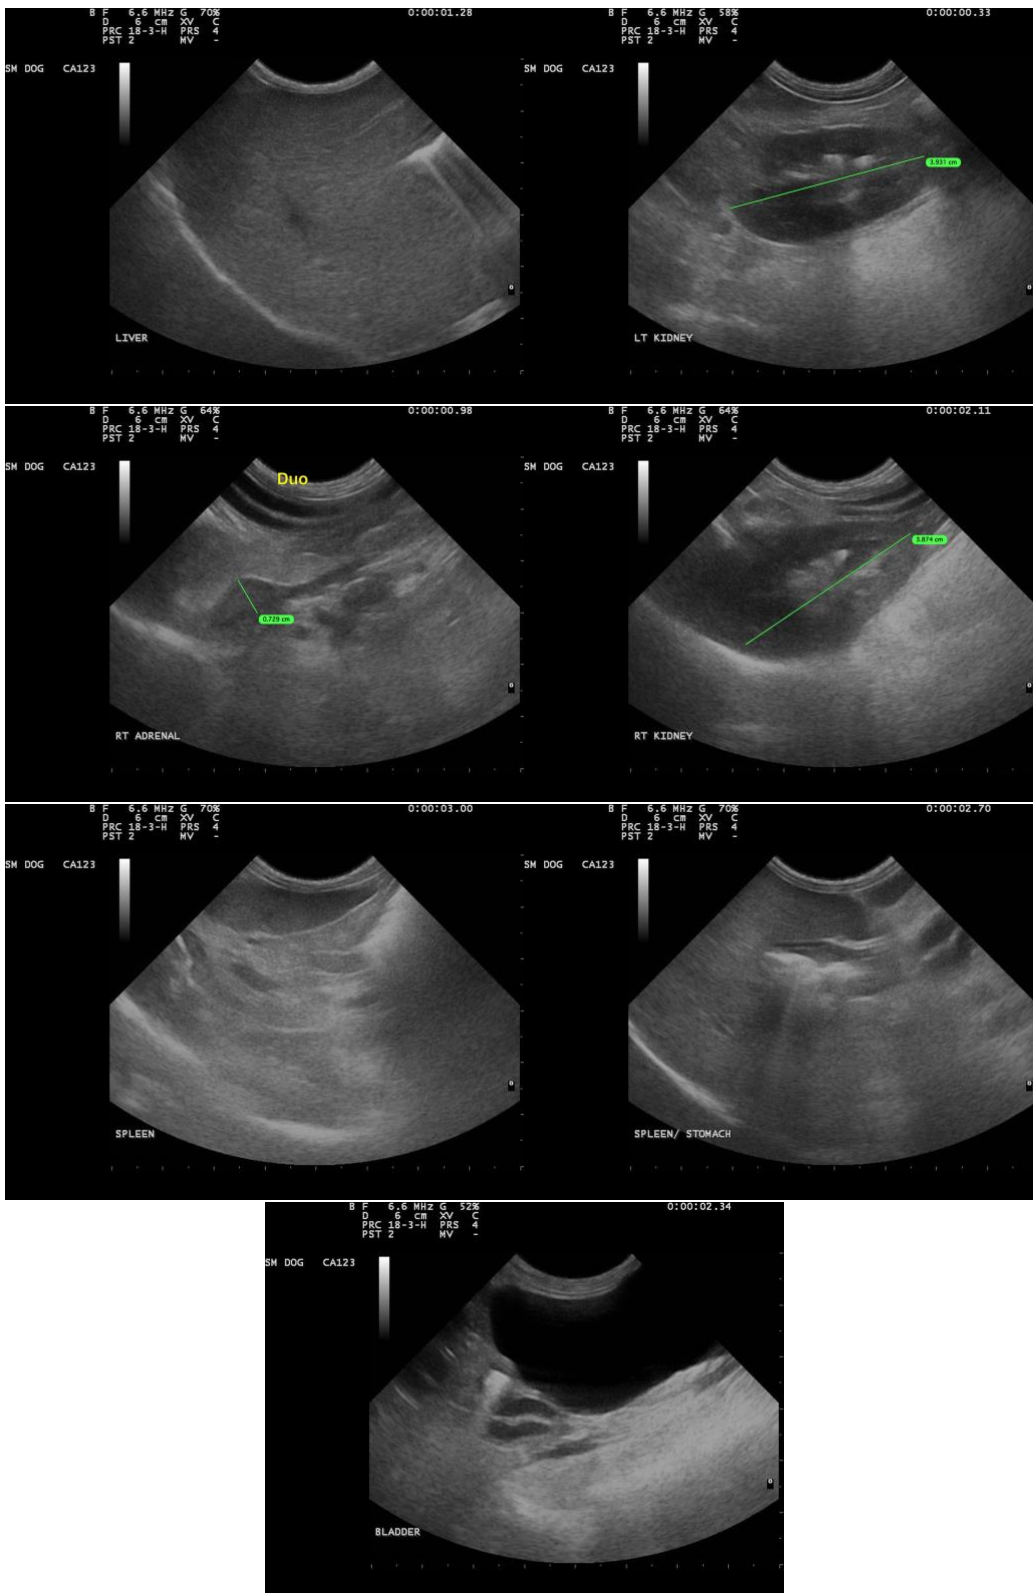 B F 6.6 MHz G 70% 0:00:01.28
D 6 cm XV C
PRC 18-3-H PRS 4
PST 2 MV -
SM DOG CA123
LIVER
B F 6.6 MHz G 58% 0:00:00.33
D 6 cm XV C
PRC 18-3-H PRS 4
PST 2 MV -
SM DOG CA123
3.931 cm
LT KIDNEY
B F 6.6 MHz G 64% 0:00:00.98
D 6 cm XV C
PRC 18-3-H PRS 4
PST 2 MV -
SM DOG CA123
Duo
0.729 cm
RT ADRENAL
B F 6.6 MHz G 64% 0:00:02.11
D 6 cm XV C
PRC 18-3-H PRS 4
PST 2 MV -
SM DOG CA123
3.874 cm
RT KIDNEY
B F 6.6 MHz G 70% 0:00:03.00
D 6 cm XV C
PRC 18-3-H PRS 4
PST 2 MV -
SM DOG CA123
SPLEEN
B F 6.6 MHz G 70% 0:00:02.70
D 6 cm XV C
PRC 18-3-H PRS 4
PST 2 MV -
SM DOG CA123
SPLEEN/ STOMACH
B F 6.6 MHz G 52% 0:00:02.34
D 6 cm XV C
PRC 18-3-H PRS 4
PST 2 MV -
SM DOG CA123
BLADDER